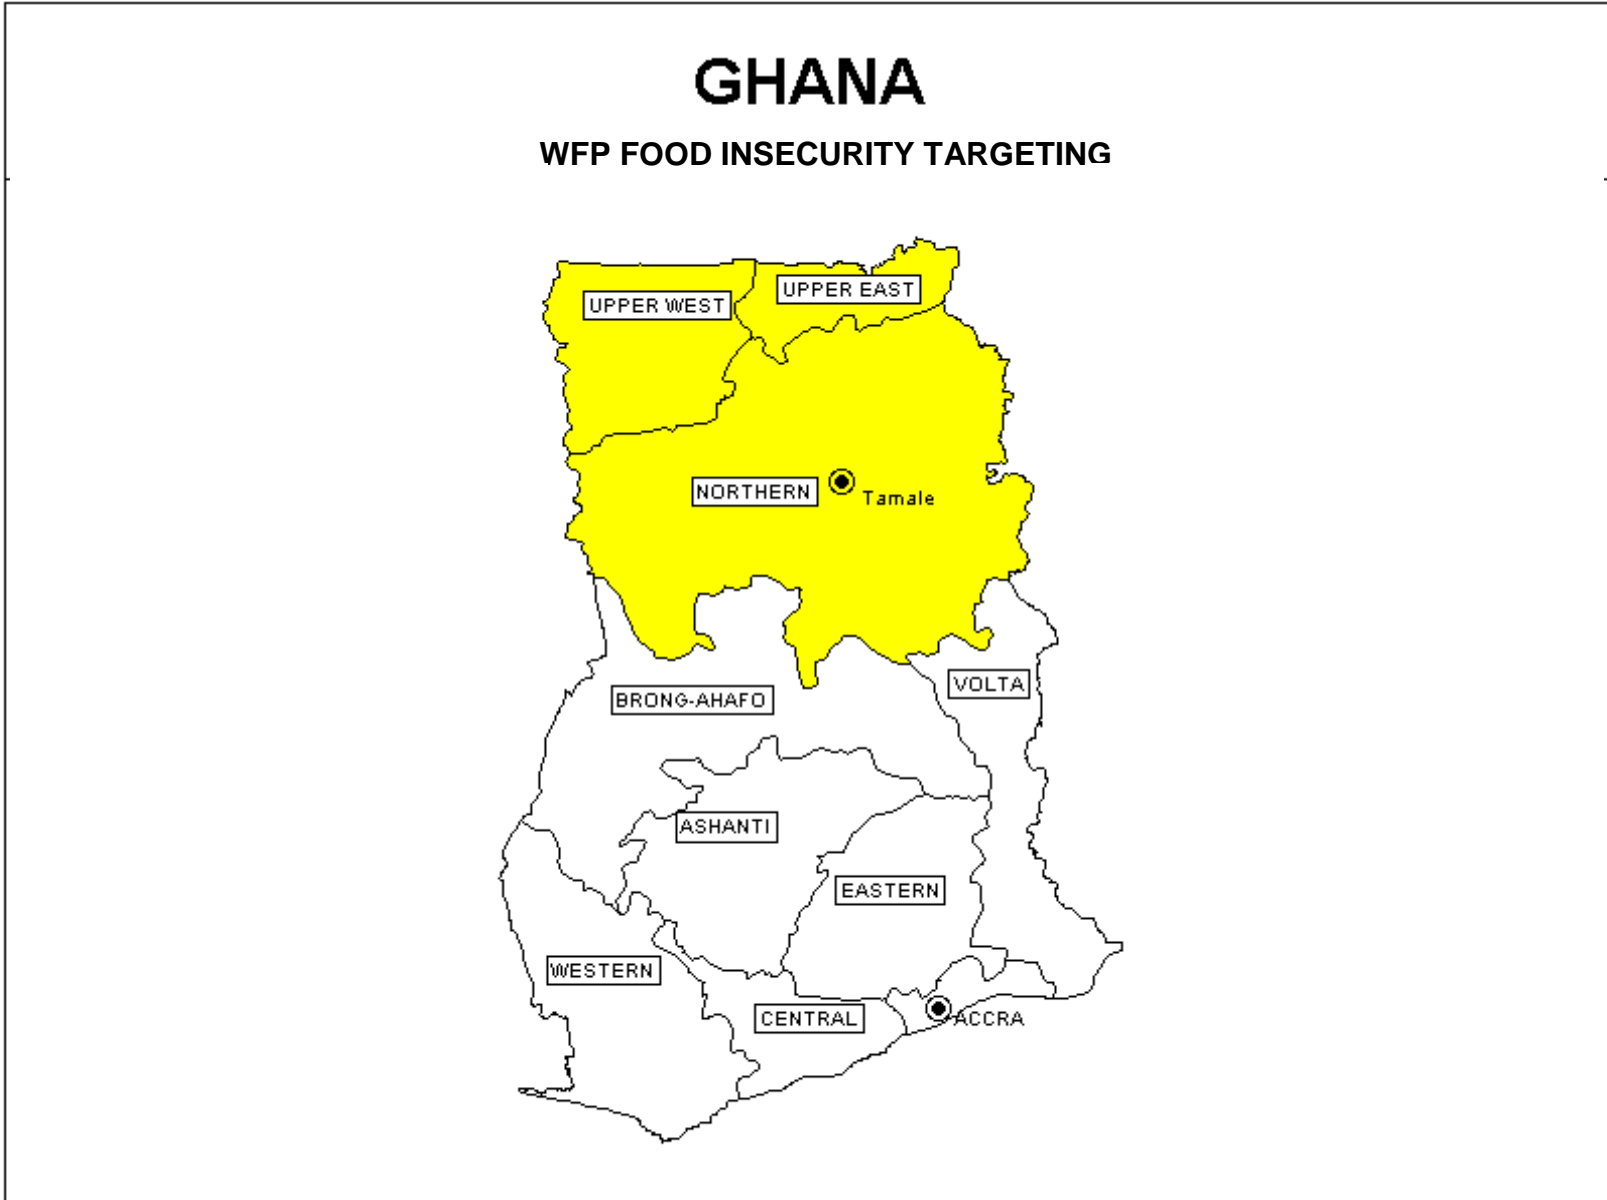 GHANA
WFP FOOD INSECURITY TARGETING
UPPER WEST
UPPER EAST
NORTHERN
Tamale
BRONG-AHAFO
VOLTA
ASHANTI
EASTERN
WESTERN
CENTRAL
ACCRA